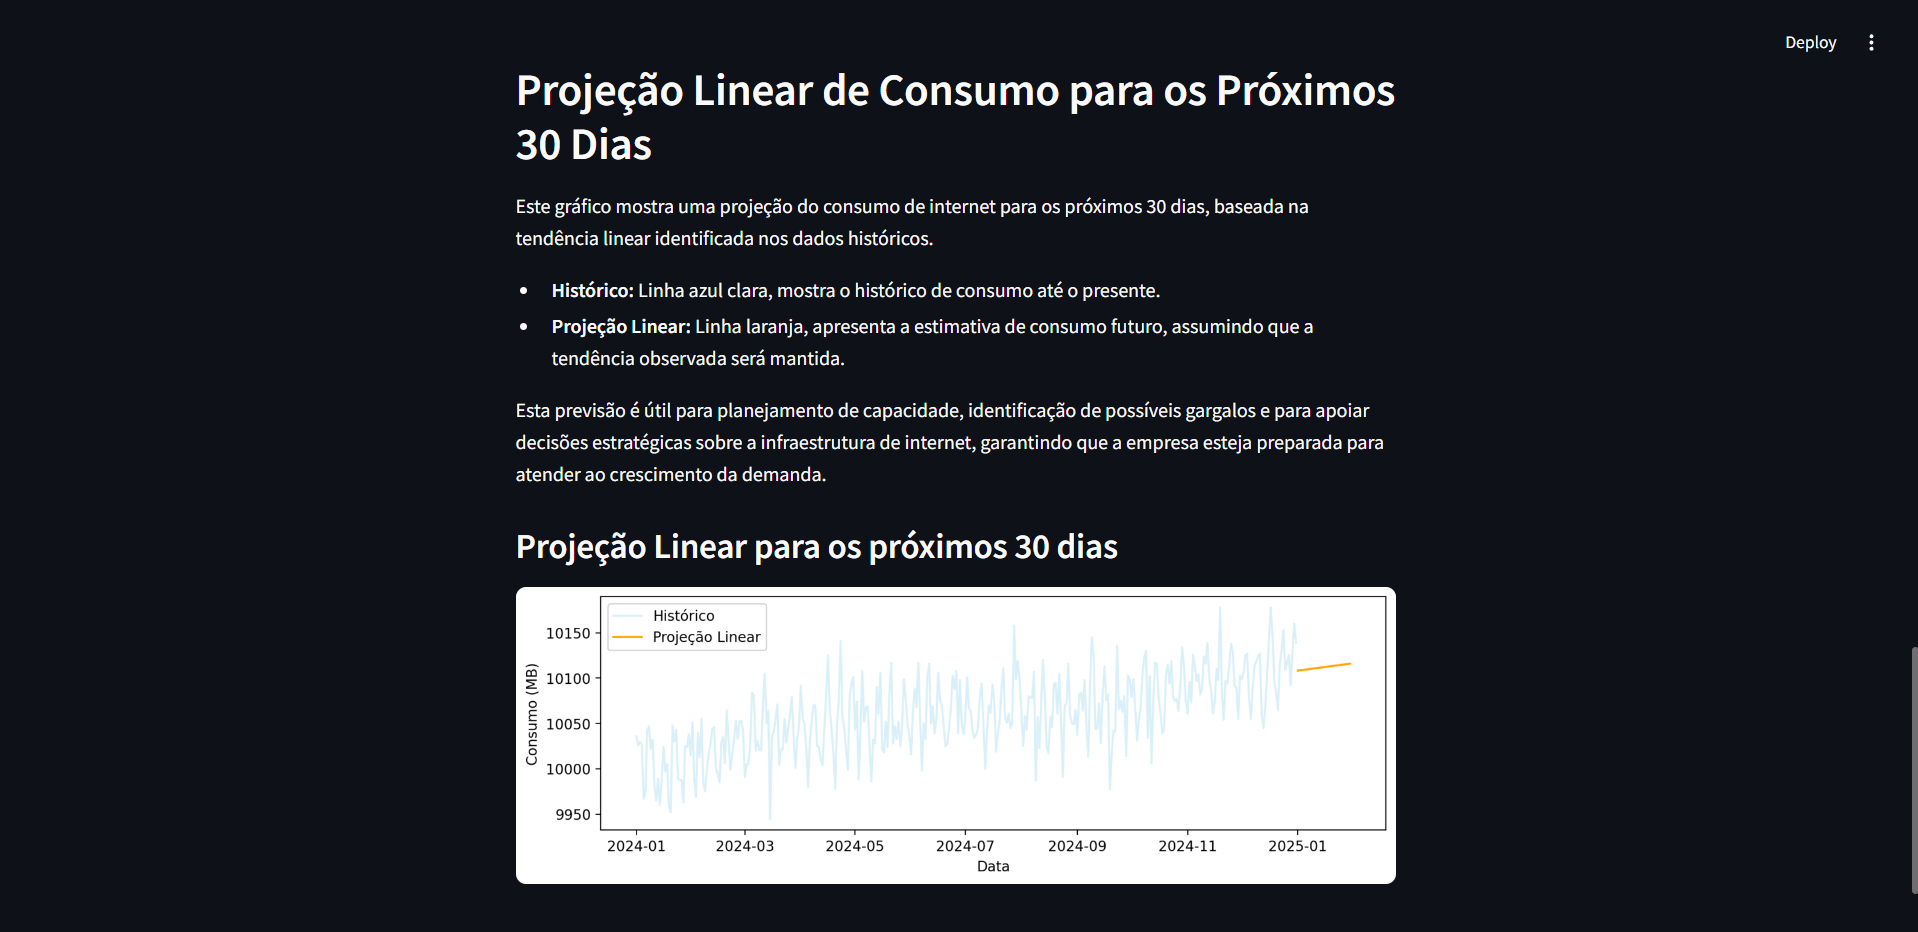 Deploy
Projeção Linear de Consumo para os Próximos
30 Dias
Este gráfico mostra uma projeção do consumo de internet para os próximos 30 dias, baseada na
tendência linear identificada nos dados históricos.
Histórico: Linha azul clara, mostra o histórico de consumo até o presente.
Projeção Linear: Linha laranja, apresenta a estimativa de consumo futuro, assumindo que a
tendência observada será mantida.
Esta previsão é útil para planejamento de capacidade, identificação de possíveis gargalos e para apoiar
decisões estratégicas sobre a infraestrutura de internet, garantindo que a empresa esteja preparada para
atender ao crescimento da demanda.
Projeção Linear para os próximos 30 dias
Histórico
Projeção Linear
Consumo (MB)
10150
10100
10050
10000
9950
2024-01 2024-03 2024-05 2024-07 2024-09 2024-11 2025-01
Data